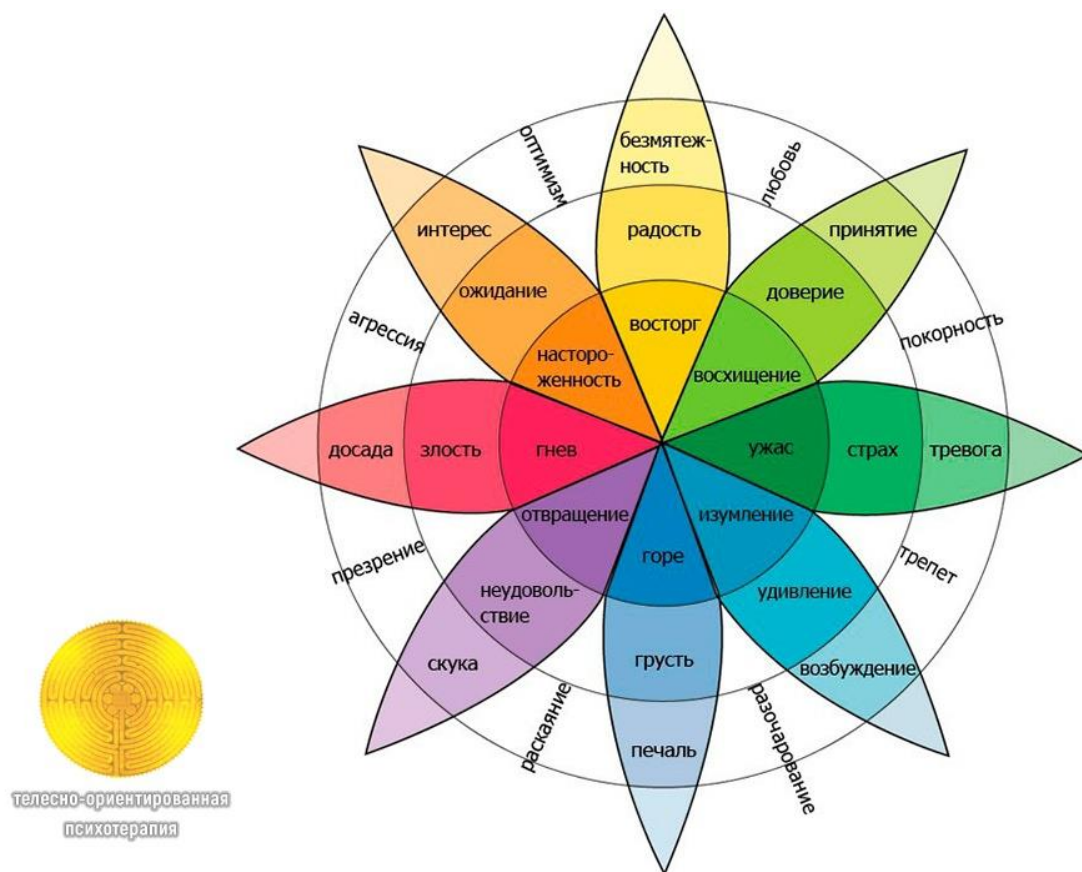 оптимизм
безмятеж-
ность
любовь
интерес
радость
принятие
ожидание
доверие
агрессия
восторг
покорность
насторо-
женность
восхищение
досада
злость
гнев
ужас
страх
тревога
отвращение
изумление
презрение
горе
трепет
неудоволь-
ствие
удивление
скука
грусть
возбуждение
раскаяние
печаль
разочарование
телесно-ориентированная
психотерапия